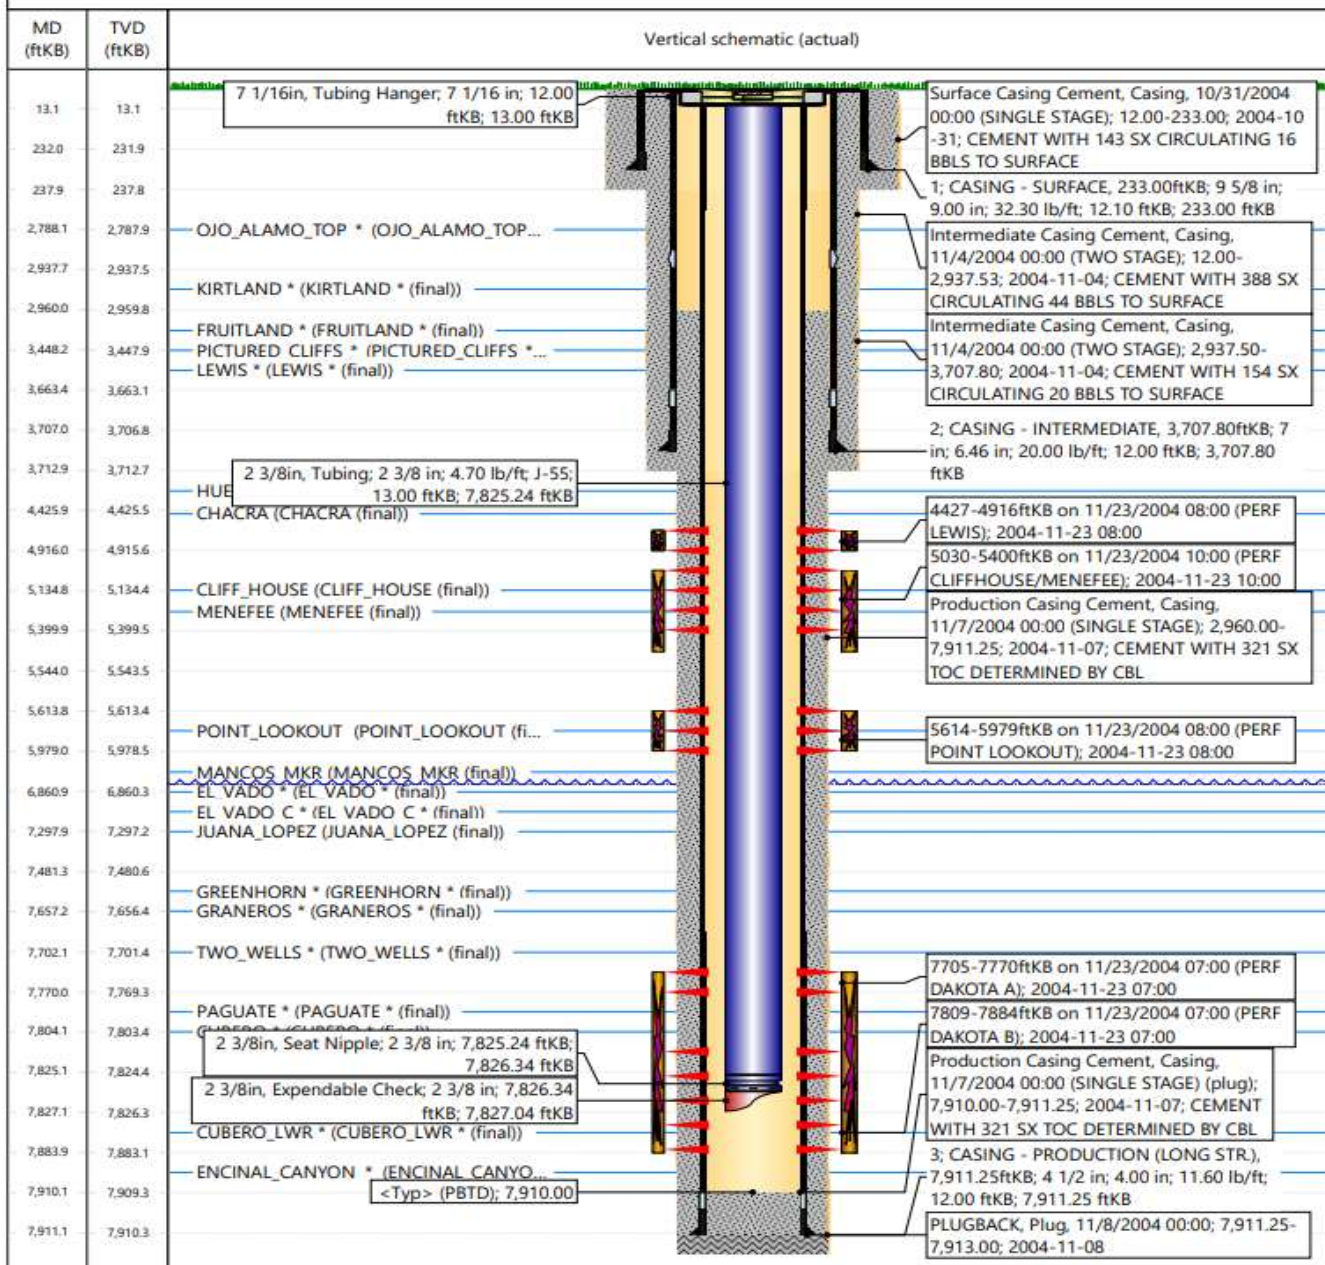 MD
(ftKB)
TVD
(ftKB)
Vertical schematic (actual)
13.1 13.1
232.0 231.9
237.9 237.8
2,788.1 2,787.9
2,937.7 2,937.5
2,960.0 2,959.8
3,448.2 3,447.9
3,663.4 3,663.1
3,707.0 3,706.8
3,712.9 3,712.7
4,425.9 4,425.5
4,916.0 4,915.6
5,134.8 5,134.4
5,399.9 5,399.5
5,544.0 5,543.5
5,613.8 5,613.4
5,979.0 5,978.5
6,860.9 6,860.3
7,297.9 7,297.2
7,481.3 7,480.6
7,657.2 7,656.4
7,702.1 7,701.4
7,770.0 7,769.3
7,804.1 7,803.4
7,825.1 7,824.4
7,827.1 7,826.3
7,883.9 7,883.1
7,910.1 7,909.3
7,911.1 7,910.3
7 1/16in, Tubing Hanger; 7 1/16 in; 12.00
ftKB; 13.00 ftKB
OJO_ALAMO_TOP * (OJO_ALAMO_TOP...
KIRTLAND * (KIRTLAND * (final))
FRUITLAND * (FRUITLAND * (final))
PICTURED_CLIFFS * (PICTURED_CLIFFS *...
LEWIS * (LEWIS * (final))
2 3/8in, Tubing; 2 3/8 in; 4.70 lb/ft; J-55;
13.00 ftKB; 7,825.24 ftKB
HUE
CHACRA (CHACRA (final))
CLIFF_HOUSE (CLIFF_HOUSE (final))
MENEFEE (MENEFEE (final))
POINT_LOOKOUT (POINT_LOOKOUT (fi...
MANCOS_MKR (MANCOS_MKR (final))
EL_VADO * (EL_VADO * (final))
EL_VADO_C * (EL_VADO_C * (final))
JUANA_LOPEZ (JUANA_LOPEZ (final))
GREENHORN * (GREENHORN * (final))
GRANEROS * (GRANEROS * (final))
TWO_WELLS * (TWO_WELLS * (final))
PAGUATE * (PAGUATE * (final))
CUBERO * (CUBERO * (final))
2 3/8in, Seat Nipple; 2 3/8 in; 7,825.24 ftKB;
7,826.34 ftKB
2 3/8in, Expendable Check; 2 3/8 in; 7,826.34
ftKB; 7,827.04 ftKB
CUBERO_LWR * (CUBERO_LWR * (final))
ENCINAL_CANYON * (ENCINAL_CANYO...
<Typ> (PBTD); 7,910.00
Surface Casing Cement, Casing, 10/31/2004
00:00 (SINGLE STAGE); 12.00-233.00; 2004-10
-31; CEMENT WITH 143 SX CIRCULATING 16
BBLS TO SURFACE
1; CASING - SURFACE, 233.00ftKB; 9 5/8 in;
9.00 in; 32.30 lb/ft; 12.10 ftKB; 233.00 ftKB
Intermediate Casing Cement, Casing,
11/4/2004 00:00 (TWO STAGE); 12.00-
2,937.53; 2004-11-04; CEMENT WITH 388 SX
CIRCULATING 44 BBLS TO SURFACE
Intermediate Casing Cement, Casing,
11/4/2004 00:00 (TWO STAGE); 2,937.50-
3,707.80; 2004-11-04; CEMENT WITH 154 SX
CIRCULATING 20 BBLS TO SURFACE
2; CASING - INTERMEDIATE, 3,707.80ftKB; 7
in; 6.46 in; 20.00 lb/ft; 12.00 ftKB; 3,707.80
ftKB
4427-4916ftKB on 11/23/2004 08:00 (PERF
LEWIS); 2004-11-23 08:00
5030-5400ftKB on 11/23/2004 10:00 (PERF
CLIFFHOUSE/MENEFEE); 2004-11-23 10:00
Production Casing Cement, Casing,
11/7/2004 00:00 (SINGLE STAGE); 2,960.00-
7,911.25; 2004-11-07; CEMENT WITH 321 SX
TOC DETERMINED BY CBL
5614-5979ftKB on 11/23/2004 08:00 (PERF
POINT LOOKOUT); 2004-11-23 08:00
7705-7770ftKB on 11/23/2004 07:00 (PERF
DAKOTA A); 2004-11-23 07:00
7809-7884ftKB on 11/23/2004 07:00 (PERF
DAKOTA B); 2004-11-23 07:00
Production Casing Cement, Casing,
11/7/2004 00:00 (SINGLE STAGE) (plug);
7,910.00-7,911.25; 2004-11-07; CEMENT
WITH 321 SX TOC DETERMINED BY CBL
3; CASING - PRODUCTION (LONG STR.),
7,911.25ftKB; 4 1/2 in; 4.00 in; 11.60 lb/ft;
12.00 ftKB; 7,911.25 ftKB
PLUGBACK, Plug, 11/8/2004 00:00; 7,911.25-
7,913.00; 2004-11-08